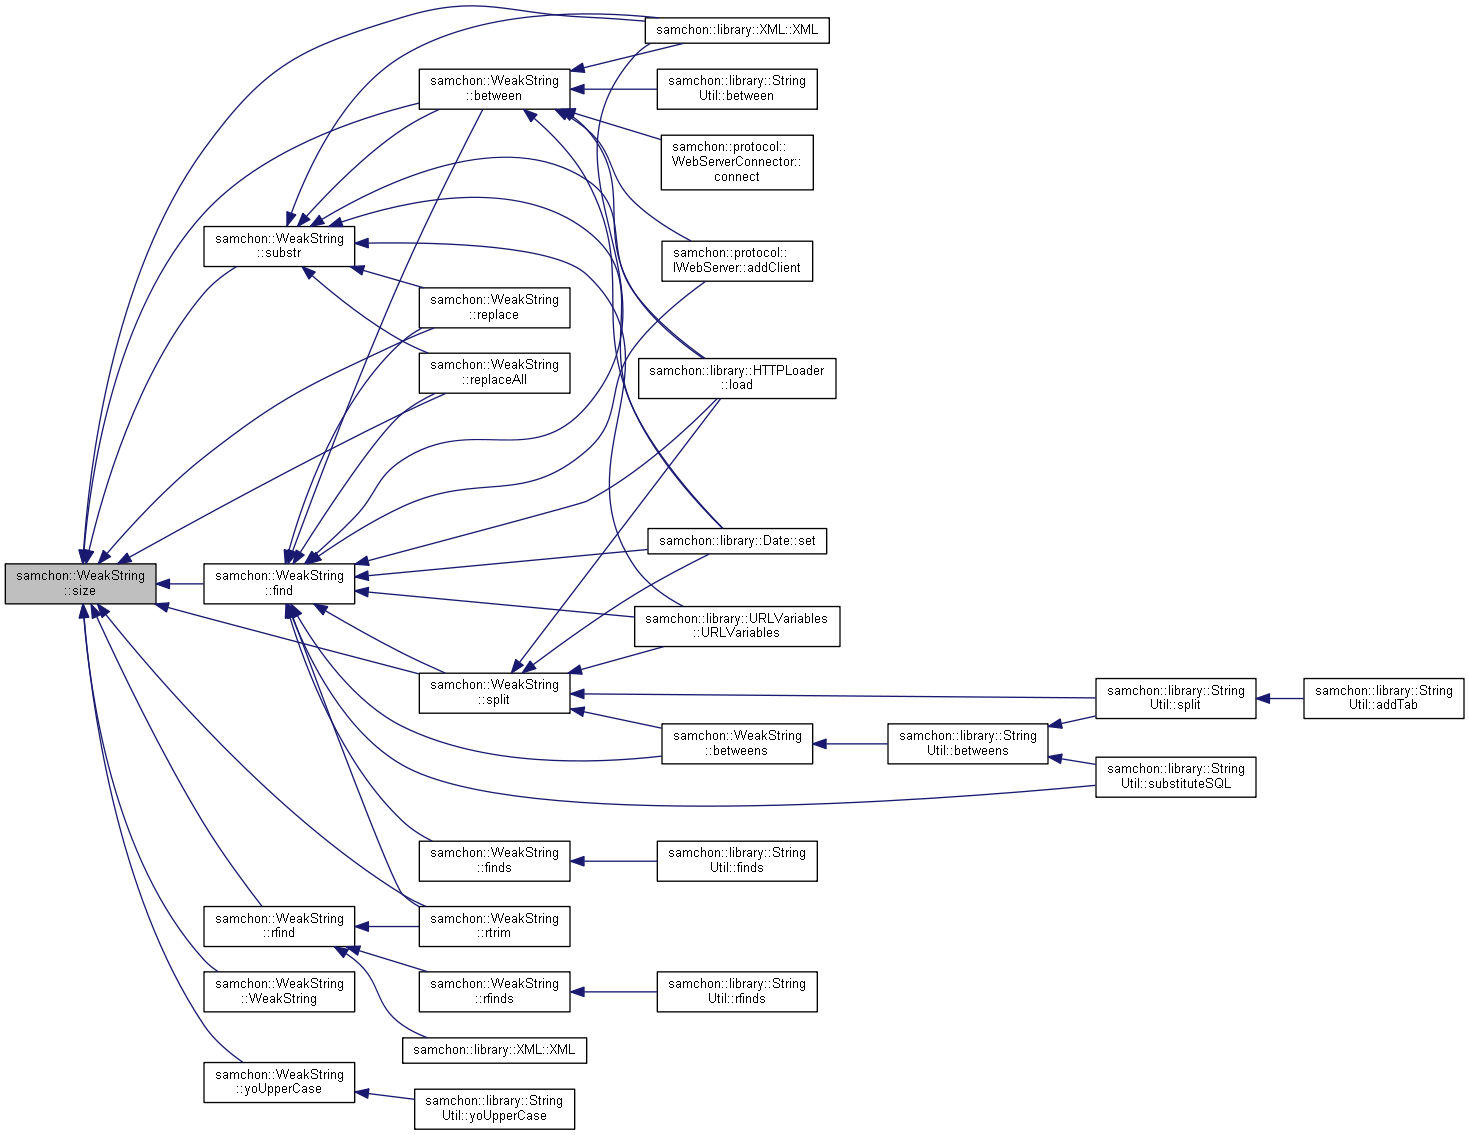 samchon::library::XML::XML
samchon::WeakString
::between
samchon::library::String
Util::between
samchon::protocol::
WebServerConnector::
connect
samchon::WeakString
::substr
samchon::protocol::
IWebServer::addClient
samchon::WeakString
::replace
samchon::WeakString
::replaceAll
samchon::library::HTTPLoader
::load
samchon::library::Date::set
samchon::WeakString
::size
samchon::WeakString
::find
samchon::library::URLVariables
::URLVariables
samchon::WeakString
::split
samchon::library::String
Util::split
samchon::library::String
Util::addTab
samchon::WeakString
::betweens
samchon::library::String
Util::betweens
samchon::library::String
Util::substituteSQL
samchon::WeakString
::finds
samchon::library::String
Util::finds
samchon::WeakString
::rfind
samchon::WeakString
::rtrim
samchon::WeakString
::WeakString
samchon::WeakString
::rfinds
samchon::library::String
Util::rfinds
samchon::library::XML::XML
samchon::WeakString
::yoUpperCase
samchon::library::String
Util::yoUpperCase